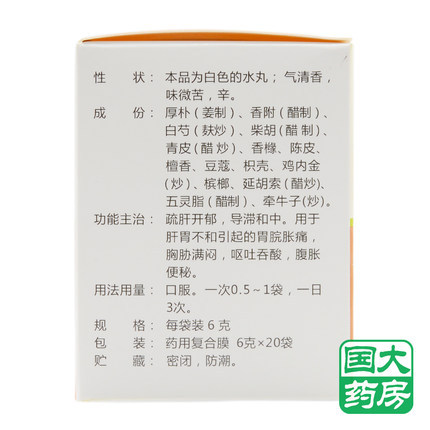 性 状： 本品为白色的水丸； 气清香，
味微苦，辛。
成 份： 厚朴(姜制)、香附(醋制)、
白芍(麸炒)、柴胡(醋制)、
青皮(醋炒)、香橼、陈皮、
檀香、豆蔻、枳壳、鸡内金
(炒)、槟榔、延胡索(醋炒)、
五灵脂(醋制)、牵牛子(炒)。
功能主治： 疏肝开郁，导滞和中。用于
肝胃不和引起的胃脘胀痛，
胸胁满闷，呕吐吞酸，腹胀
便秘。
用法用量： 口服。一次0.5~1袋，一日
3次。
规 格： 每袋装6克
包 装： 药用复合膜 6克×20袋
贮 藏： 密闭，防潮。
国大
药房